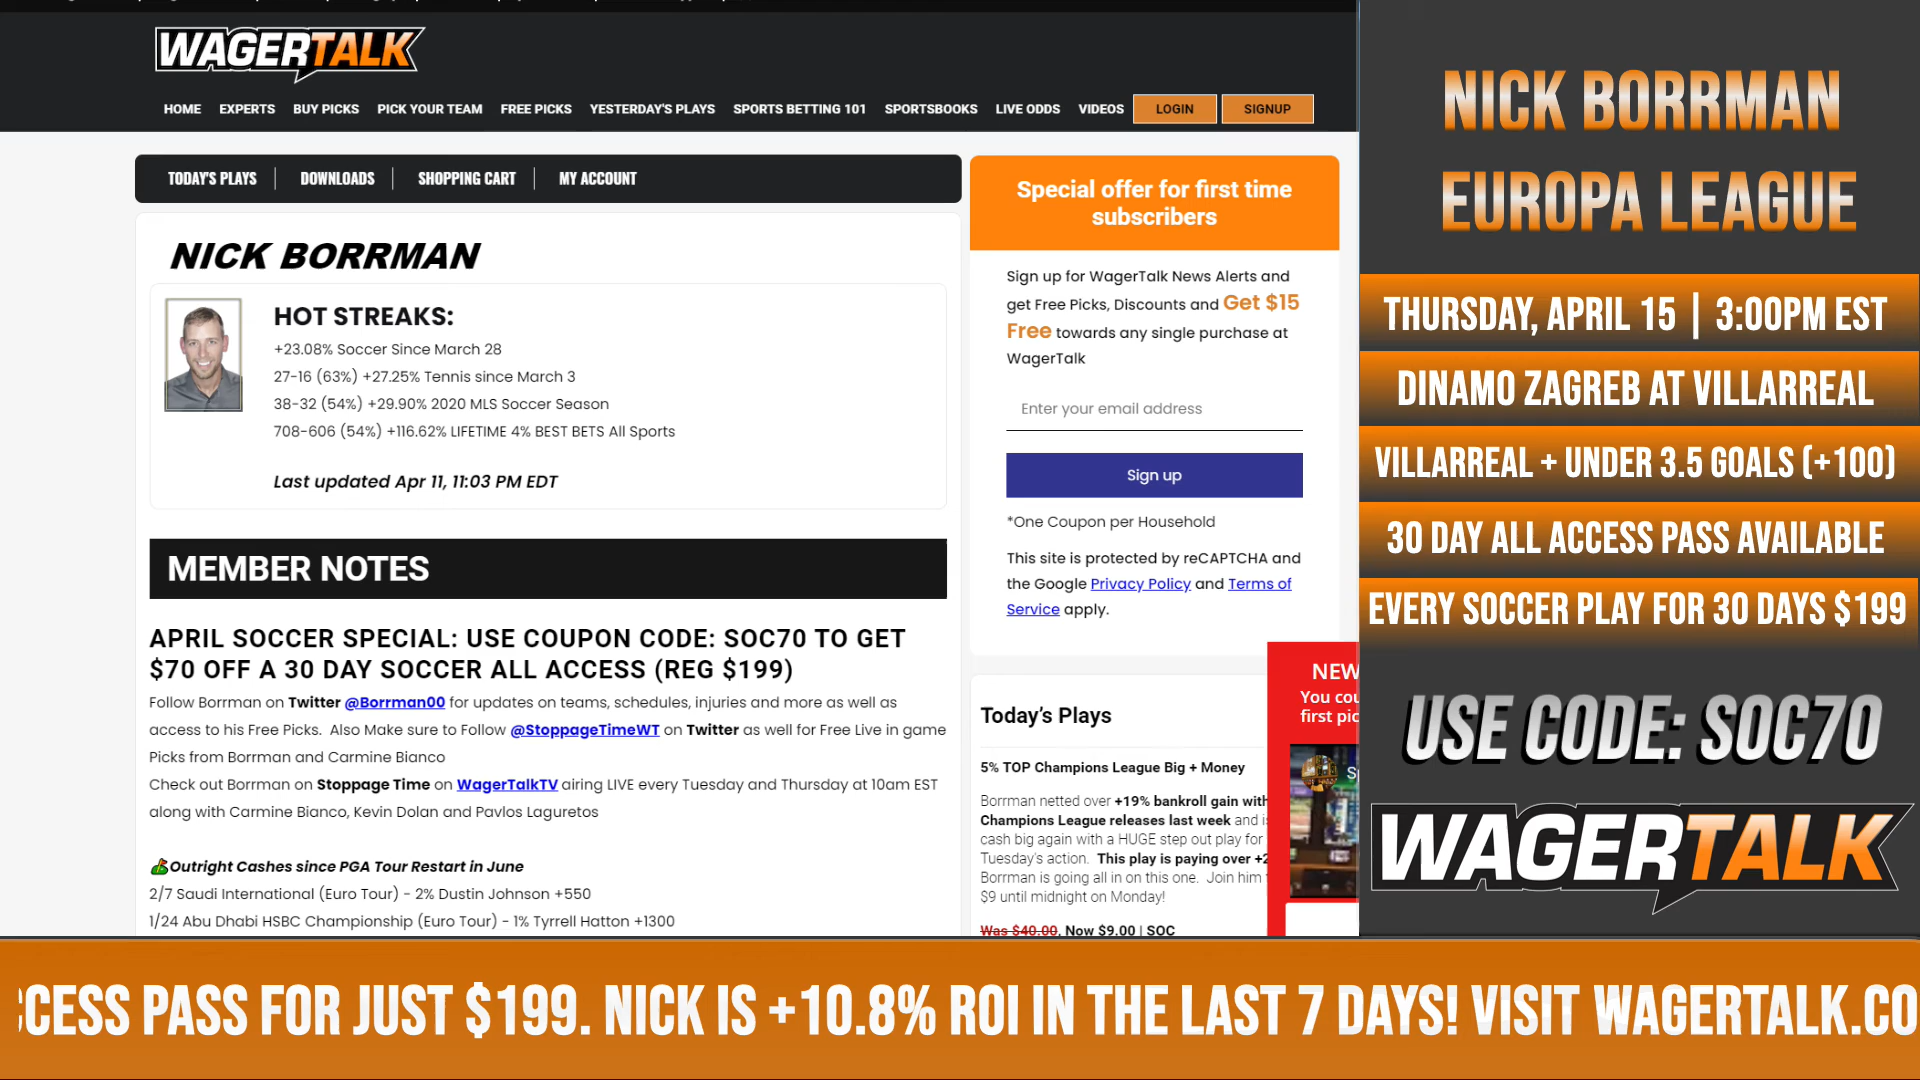 WAGERTALK
HOME EXPERTS BUY PICKS PICK YOUR TEAM FREE PICKS YESTERDAY'S PLAYS SPORTS BETTING 101 SPORTSBOOKS LIVE ODDS VIDEOS LOGIN SIGNUP
TODAY'S PLAYS DOWNLOADS SHOPPING CART MY ACCOUNT
NICK BORRMAN
HOT STREAKS:
+23.08% Soccer Since March 28
27-16 (63%) +27.25% Tennis since March 3
38-32 (54%) +29.90% 2020 MLS Soccer Season
708-606 (54%) +116.62% LIFETIME 4% BEST BETS All Sports
Last updated Apr 11, 11:03 PM EDT
MEMBER NOTES
APRIL SOCCER SPECIAL: USE COUPON CODE: SOC70 TO GET
$70 OFF A 30 DAY SOCCER ALL ACCESS (REG $199)
Follow Borrman on Twitter @Borrman00 for updates on teams, schedules, injuries and more as well as
access to his Free Picks. Also Make sure to Follow @StoppageTimeWT on Twitter as well for Free Live in game
Picks from Borrman and Carmine Bianco
Check out Borrman on Stoppage Time on WagerTalkTV airing LIVE every Tuesday and Thursday at 10am EST
along with Carmine Bianco, Kevin Dolan and Pavlos Laguretos
Outright Cashes since PGA Tour Restart in June
2/7 Saudi International (Euro Tour) - 2% Dustin Johnson +550
1/24 Abu Dhabi HSBC Championship (Euro Tour) - 1% Tyrrell Hatton +1300
Special offer for first time
subscribers
Sign up for WagerTalk News Alerts and
get Free Picks, Discounts and Get $15
Free towards any single purchase at
WagerTalk
Enter your email address
Sign up
*One Coupon per Household
This site is protected by reCAPTCHA and
the Google Privacy Policy and Terms of
Service apply.
Today's Plays
5% TOP Champions League Big + Money
Borrman netted over +19% bankroll gain with
Champions League releases last week and
cash big again with a HUGE step out play for
Tuesday's action. This play is paying over
Borrman is going all in on this one. Join him
$9 until midnight on Monday!
Was $40.00, Now $9.00 | SOC
NEW
You
first
NICK BORRMAN
EUROPA LEAGUE
THURSDAY, APRIL 15 | 3:00PM EST
DINAMO ZAGREB AT VILLARREAL
VILLARREAL + UNDER 3.5 GOALS (+100)
30 DAY ALL ACCESS PASS AVAILABLE
EVERY SOCCER PLAY FOR 30 DAYS $199
USE CODE: SOC70
WAGERTALK
CCESS PASS FOR JUST $199. NICK IS +10.8% ROI IN THE LAST 7 DAYS! VISIT WAGERTALK.CO